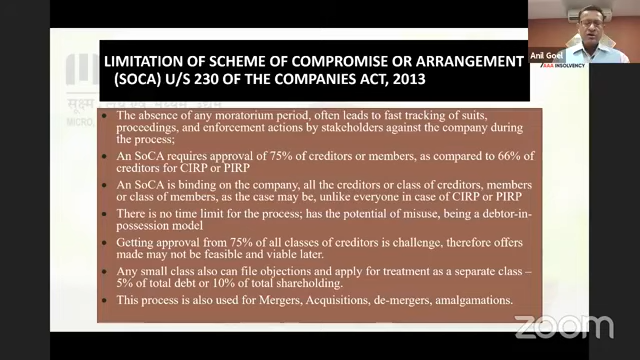 LIMITATION OF SCHEME OF COMPROMISE OR ARRANGEMENT
(SOCA) U/S 230 OF THE COMPANIES ACT, 2013
Anil Goel
AAA INSOLVENCY
सूक्ष्म
MICRO,
• The absence of any moratorium period, often leads to fast tracking of suits,
proceedings, and enforcement actions by stakeholders against the company during
the process;
• An SoCA requires approval of 75% of creditors or members, as compared to 66% of
creditors for CIRP or PIRP
• An SoCA is binding on the company, all the creditors or class of creditors, members
or class of members, as the case may be, unlike everyone in case of CIRP or PIRP
• There is no time limit for the process; has the potential of misuse, being a debtor-in-
possession model
• Getting approval from 75% of all classes of creditors is challenge, therefore offers
made may not be feasible and viable later.
• Any small class also can file objections and apply for treatment as a separate class –
5% of total debt or 10% of total shareholding.
• This process is also used for Mergers, Acquisitions, de-mergers, amalgamations.
zoom